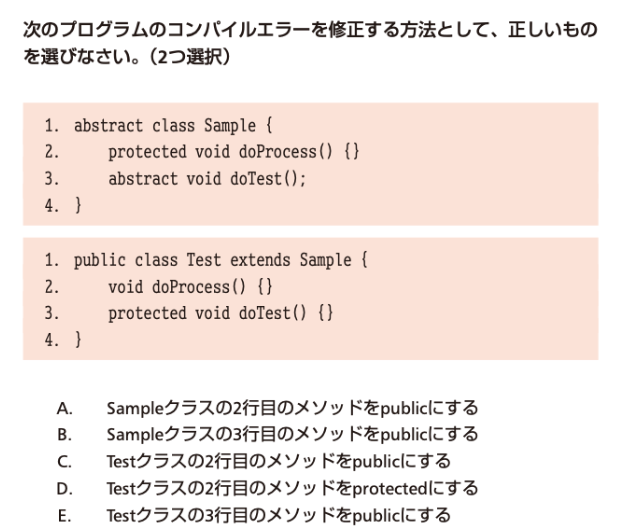 次のプログラムのコンパイルエラーを修正する方法として、正しいもの
を選びなさい。（2つ選択）
1. abstract class Sample {
2.     protected void doProcess() {}
3.     abstract void doTest();
4. }
1. public class Test extends Sample {
2.     void doProcess() {}
3.     protected void doTest() {}
4. }
A. Sampleクラスの2行目のメソッドをpublicにする
B. Sampleクラスの3行目のメソッドをpublicにする
C. Testクラスの2行目のメソッドをpublicにする
D. Testクラスの2行目のメソッドをprotectedにする
E. Testクラスの3行目のメソッドをpublicにする